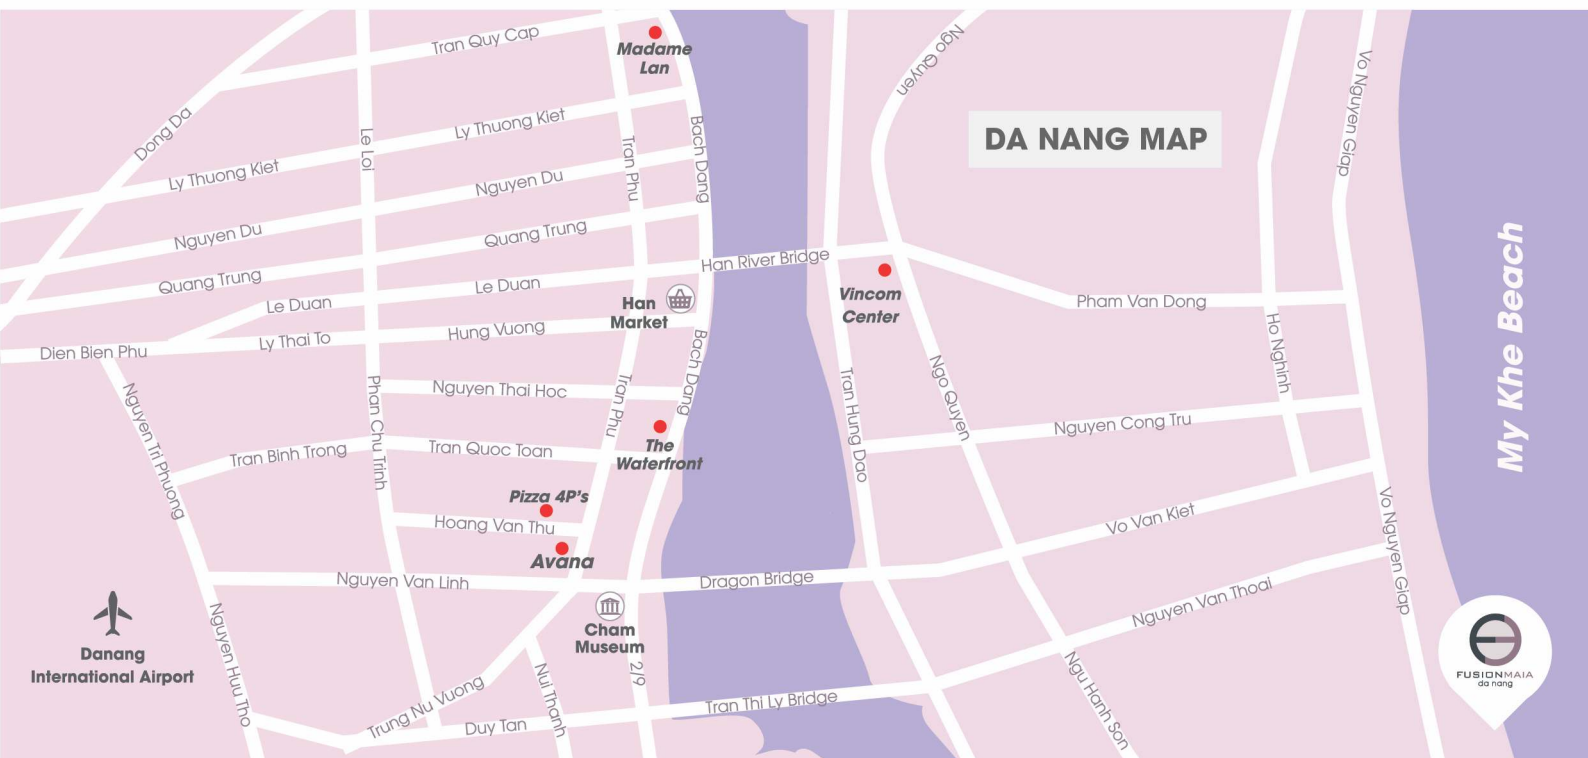 Tran Quy Cap
Madame
Lan
Ngo Quyen
Vo Nguyen Giap
DA NANG MAP
Dong Da
Le Loi
Ly Thuong Kiet
Tran Phu
Bach Dang
Ly Thuong Kiet
Nguyen Du
Nguyen Du
Quang Trung
Quang Trung
Han River Bridge
Le Duan
Le Duan
Han
Market
Vincom
Center
Pham Van Dong
My Khe Beach
Hung Vuong
Ly Thai To
Dien Bien Phu
Bach Dang
Ho Nghinh
Nguyen Tri Phuong
Phan Chu Trinh
Nguyen Thai Hoc
Tran Phu
Tran Hung Dao
Ngo Quyen
Nguyen Cong Tru
Tran Binh Trong
Tran Quoc Toan
The
Waterfront
Pizza 4P's
Hoang Van Thu
Avana
Vo Van Kiet
Vo Nguyen Giap
Nguyen Van Linh
Dragon Bridge
Nguyen Van Thoai
Cham
Museum
Danang
International Airport
Nguyen Huu Tho
Trung Nu Vuong
Nui Thanh
2/9
Duy Tan
Tran Thi Ly Bridge
Ngu Hanh Son
FUSIONMAIA
da nang